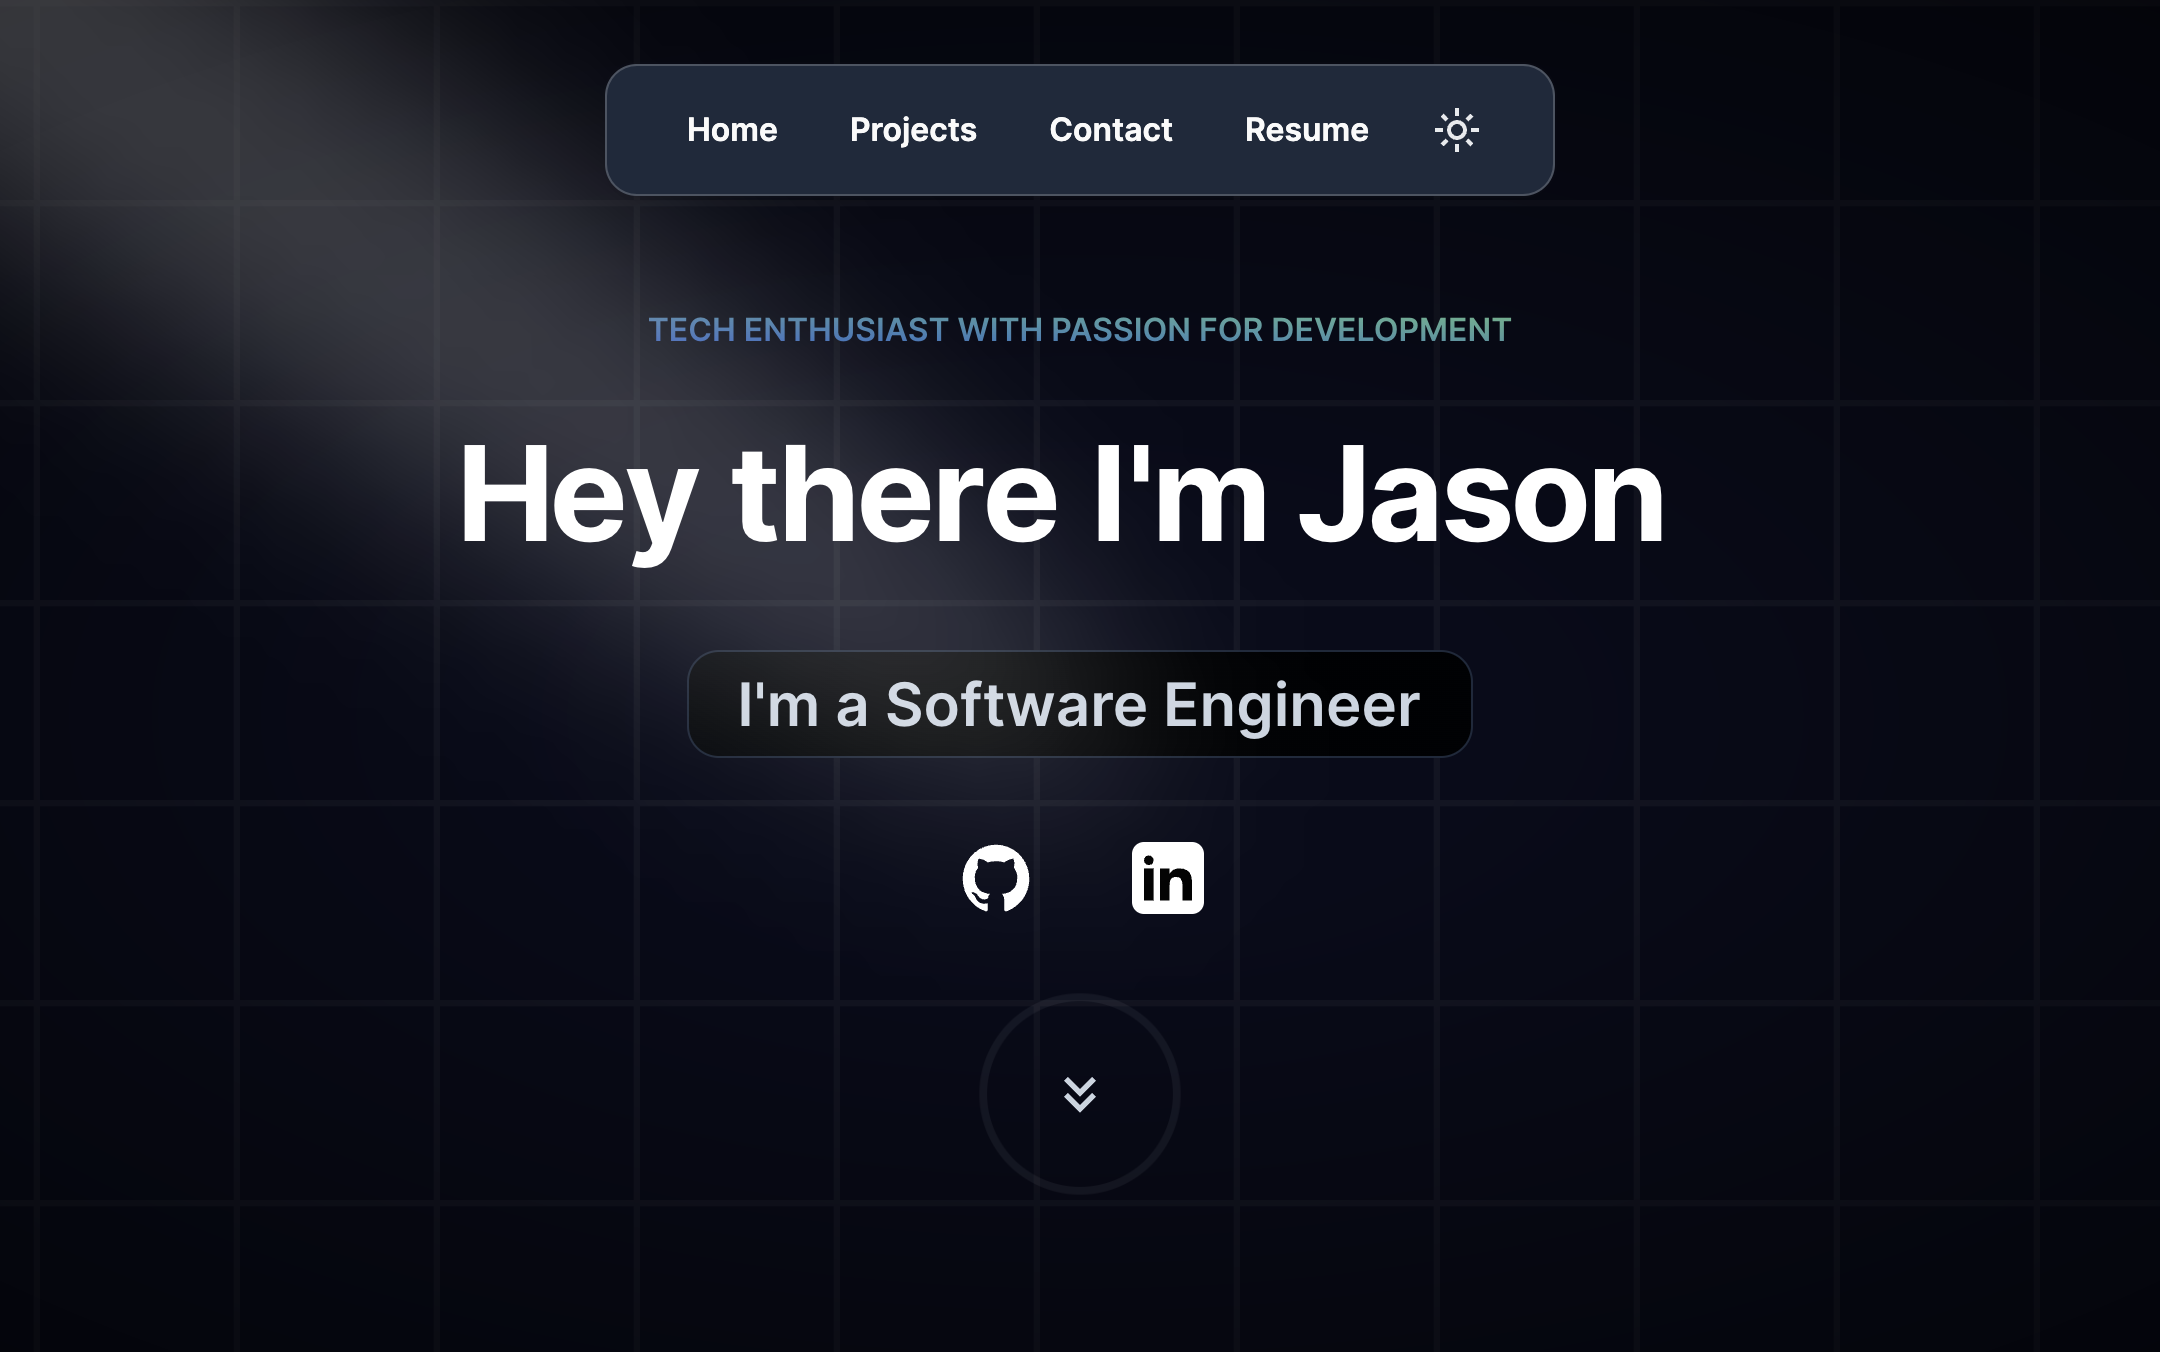 Home Projects Contact Resume
TECH ENTHUSIAST WITH PASSION FOR DEVELOPMENT
Hey there I'm Jason
I'm a Software Engineer
in